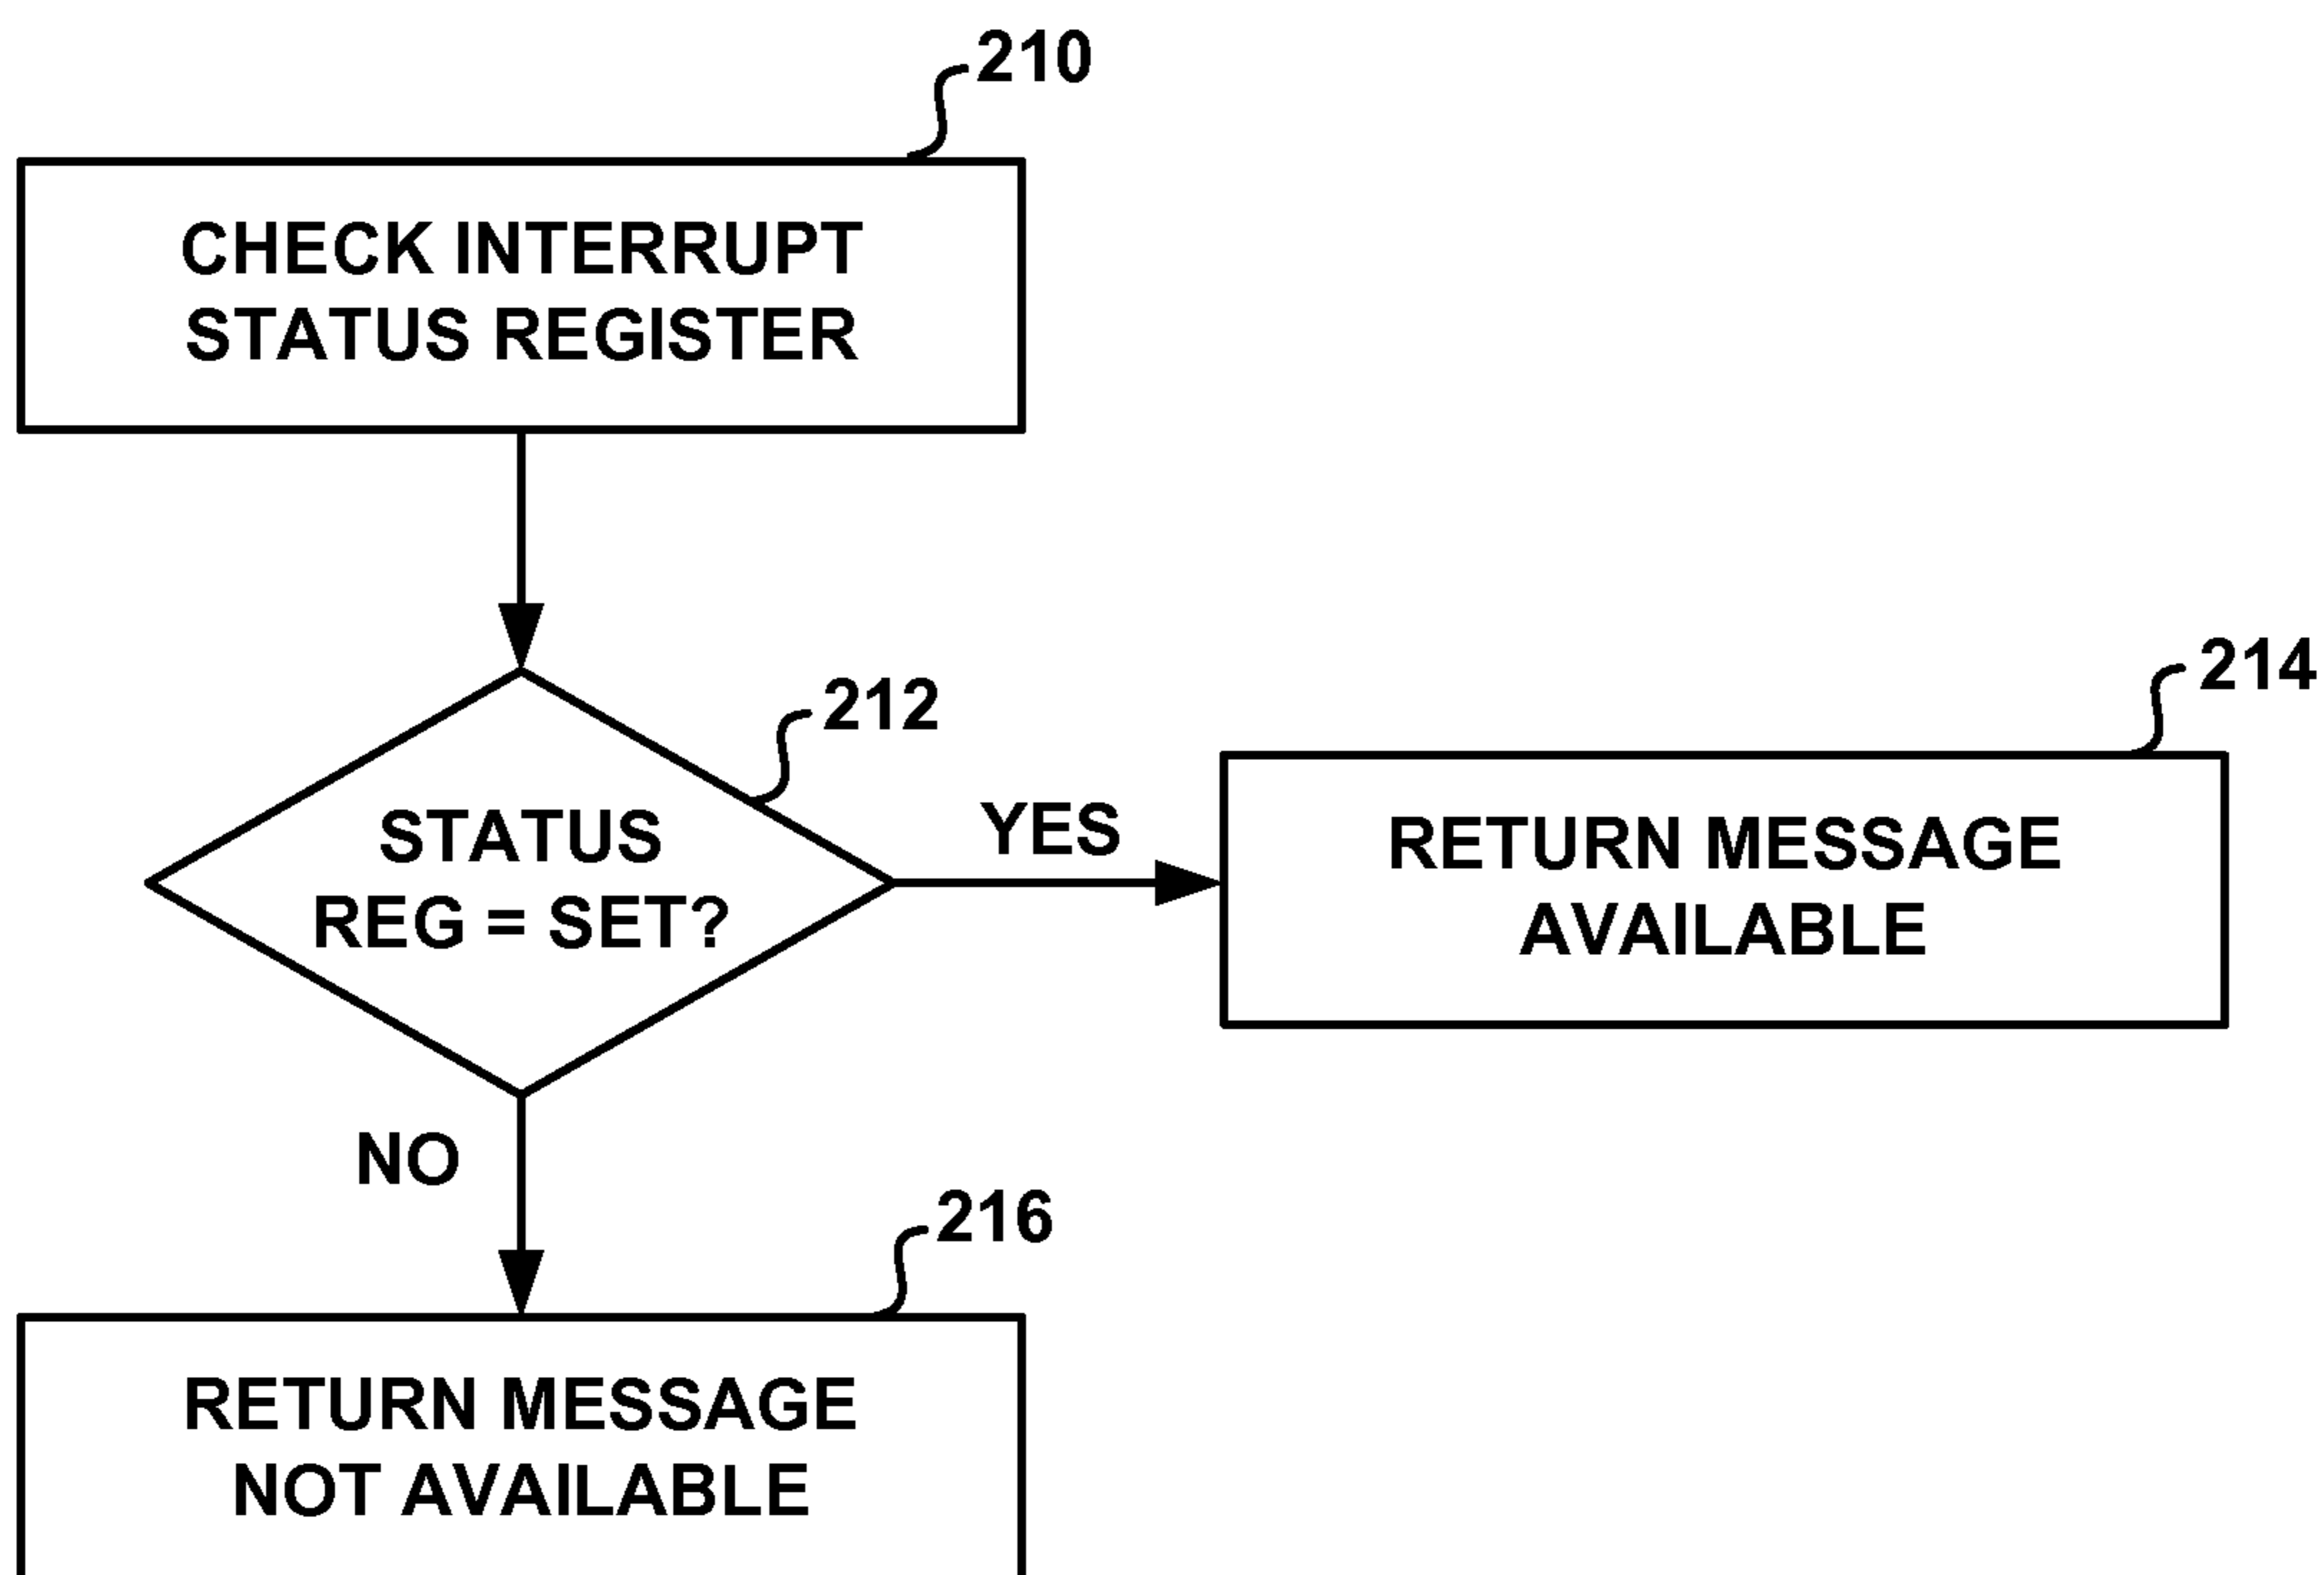 210
CHECK INTERRUPT
STATUS REGISTER
212
STATUS
REG = SET?
YES
214
RETURN MESSAGE
AVAILABLE
NO
216
RETURN MESSAGE
NOT AVAILABLE